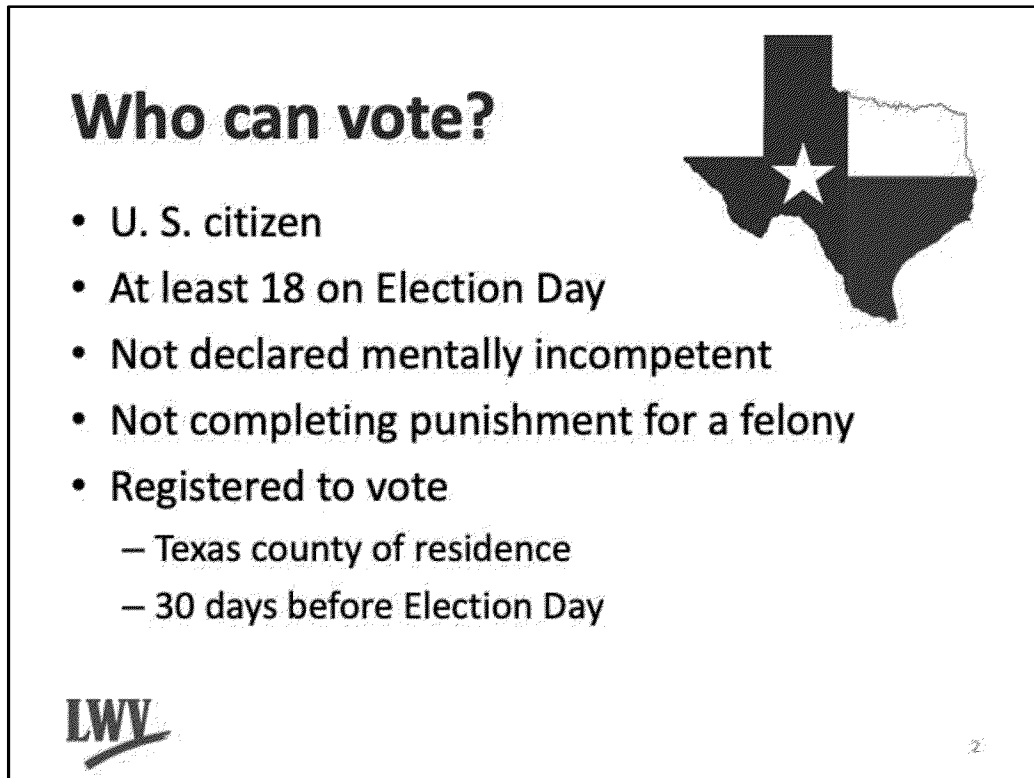 Who can vote?
• U. S. citizen
• At least 18 on Election Day
• Not declared mentally incompetent
• Not completing punishment for a felony
• Registered to vote
– Texas county of residence
– 30 days before Election Day
LWV
2